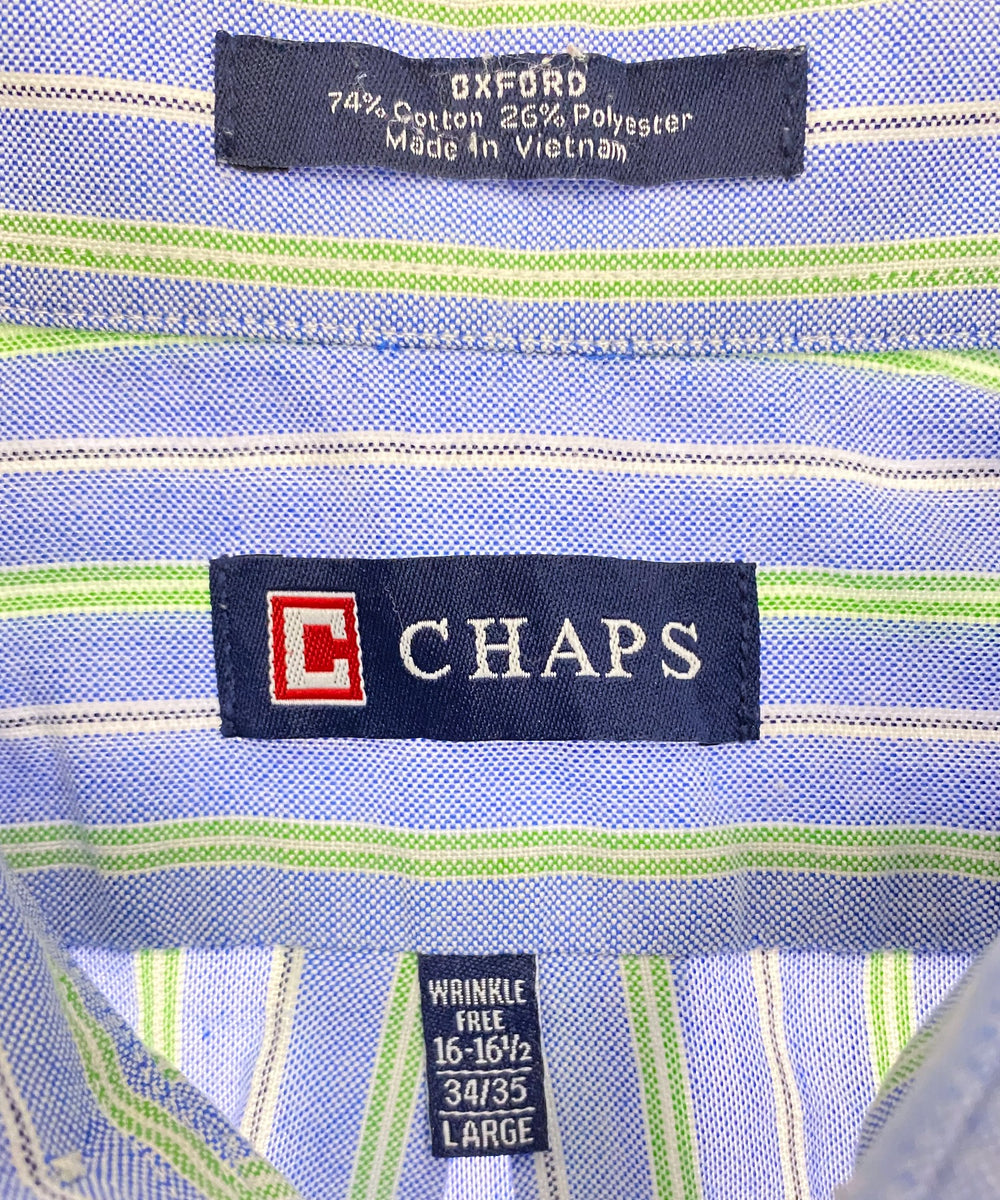 OXFORD
74% Cotton 26% Polyester
Made In Vietnam
C CHAPS
WRINKLE
FREE
16-16½
34/35
LARGE